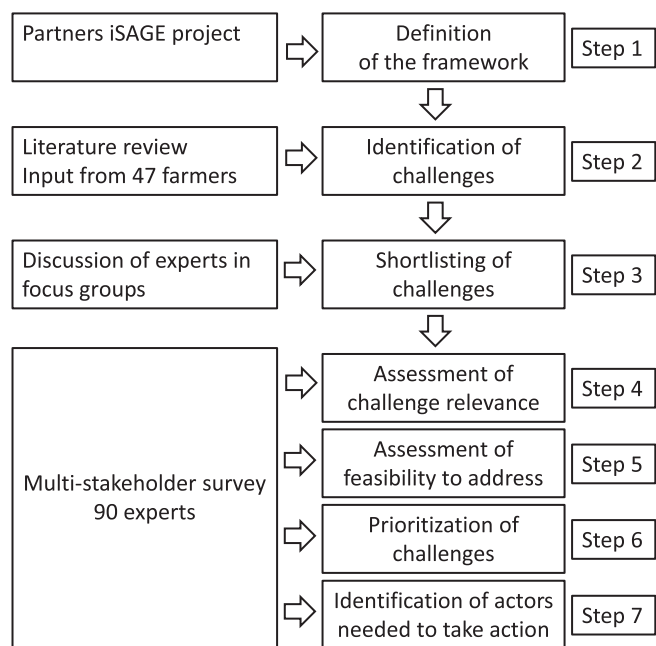 Partners iSAGE project
Definition
of the framework
Step 1
Literature review
Input from 47 farmers
Identification of
challenges
Step 2
Discussion of experts in
focus groups
Shortlisting of
challenges
Step 3
Multi-stakeholder survey
90 experts
Assessment of
challenge relevance
Step 4
Assessment of
feasibility to address
Step 5
Prioritization of
challenges
Step 6
Identification of actors
needed to take action
Step 7